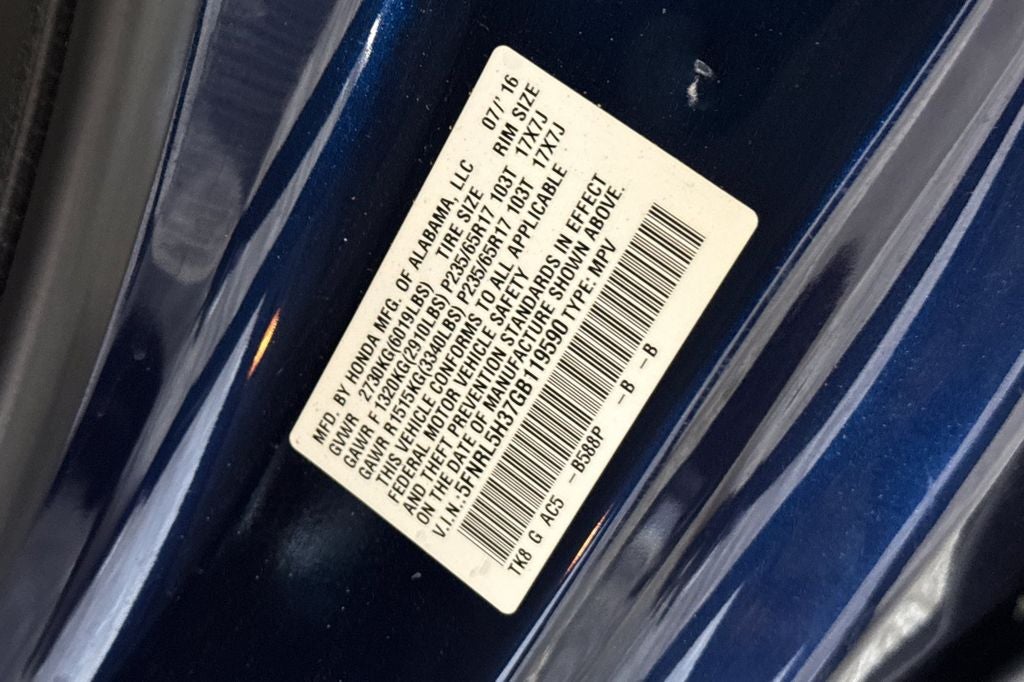 MFD. BY HONDA MFG. OF ALABAMA, LLC 07/' 16
GVWR 2730KG(6019LBS) TIRE SIZE RIM SIZE
GAWR F 1320KG(2910LBS) P235/65R17 103T 17X7J
GAWR R1515KG(3340LBS) P235/65R17 103T 17X7J
THIS VEHICLE CONFORMS TO ALL APPLICABLE
FEDERAL MOTOR VEHICLE SAFETY
AND THEFT PREVENTION STANDARDS IN EFFECT
ON THE DATE OF MANUFACTURE SHOWN ABOVE.
V.I.N.:5FNRL5H37GB119590 TYPE:MPV
TK8 G AC5 -B588P -B -B